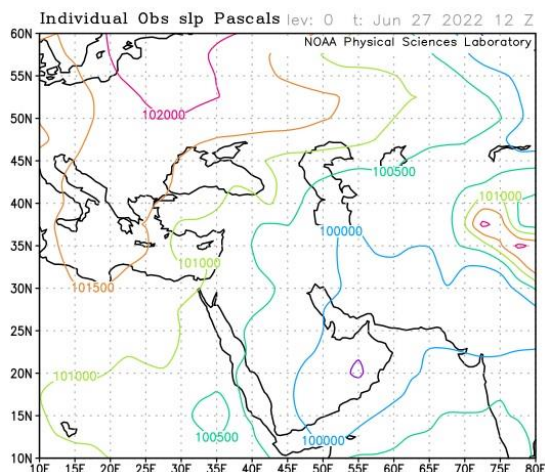 Individual Obs slp Pascals lev: 0 t: Jun 27 2022 12 Z
NOAA Physical Sciences Laboratory
60N
55N
50N
45N
40N
35N
30N
25N
20N
15N
10N
102000
100500
101000
100000
101000
101500
101000
100500
100000
10E 15E 20E 25E 30E 35E 40E 45E 50E 55E 60E 65E 70E 75E 80E